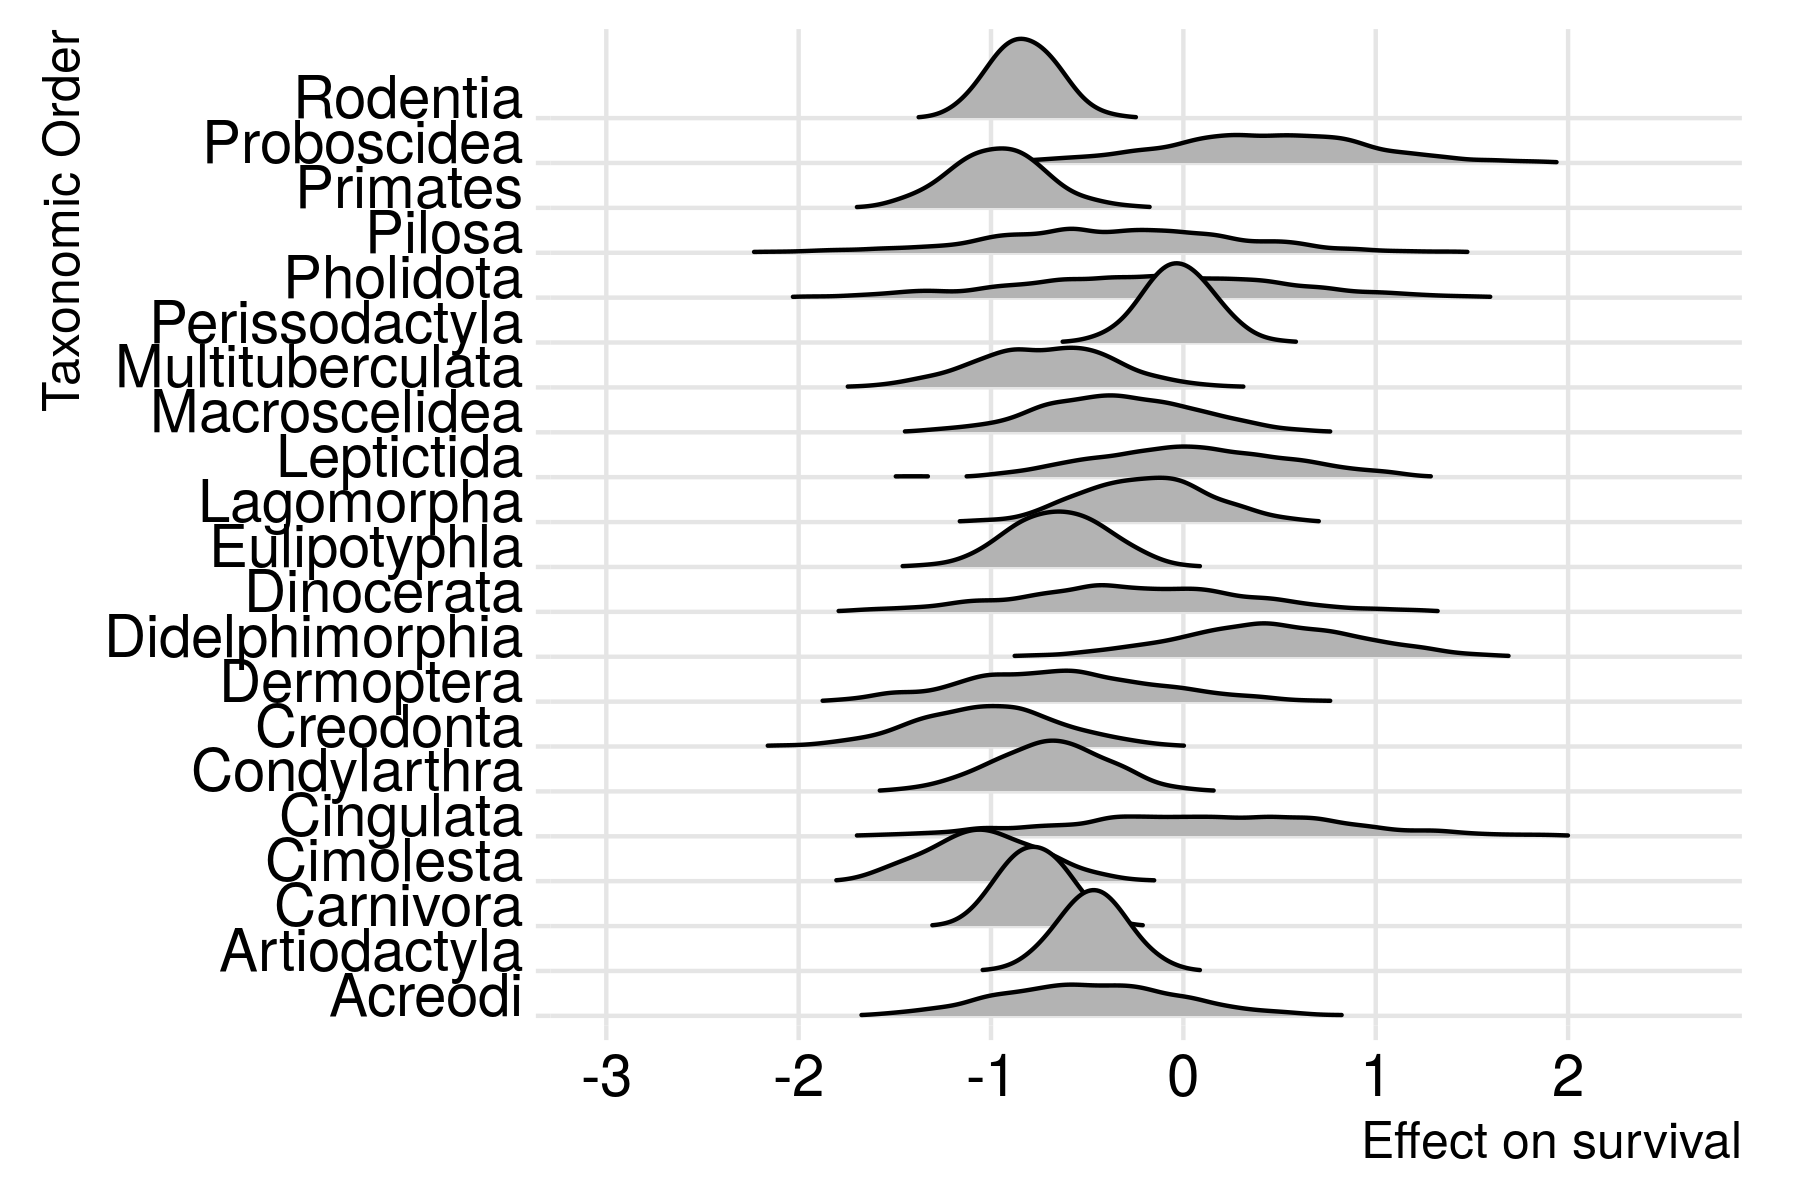 Taxonomic Order
Rodentia
Proboscidea
Primates
Pilosa
Pholidota
Perissodactyla
Multituberculata
Macroscelidea
Leptictida
Lagomorpha
Eulipotyphla
Dinocerata
Didelphimorphia
Dermoptera
Creodonta
Condylarthra
Cingulata
Cimolesta
Carnivora
Artiodactyla
Acreodi
-3 -2 -1 0 1 2
Effect on survival